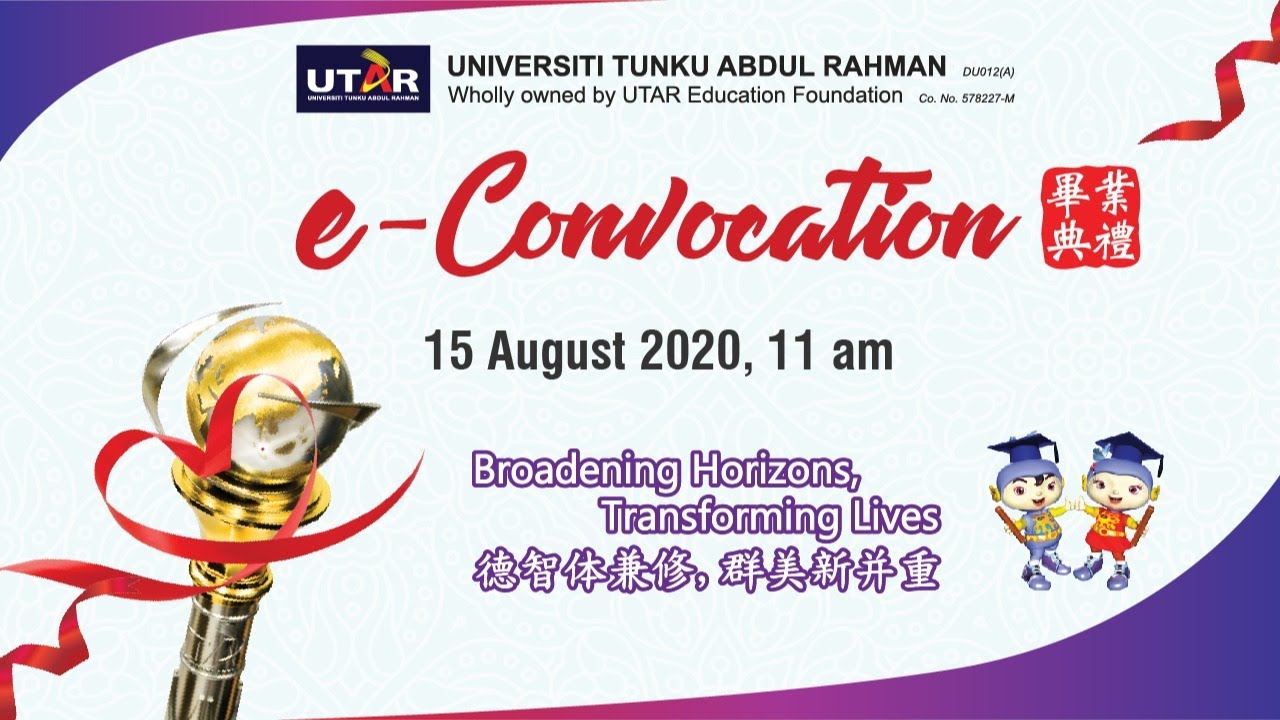 UTAR
UNIVERSITI TUNKU ABDUL RAHMAN
UNIVERSITI TUNKU ABDUL RAHMAN DU012(A)
Wholly owned by UTAR Education Foundation Co. No. 578227-M
e-Convocation
畢業
典禮
15 August 2020, 11 am
Broadening Horizons,
Transforming Lives
德智体兼修, 群美新并重